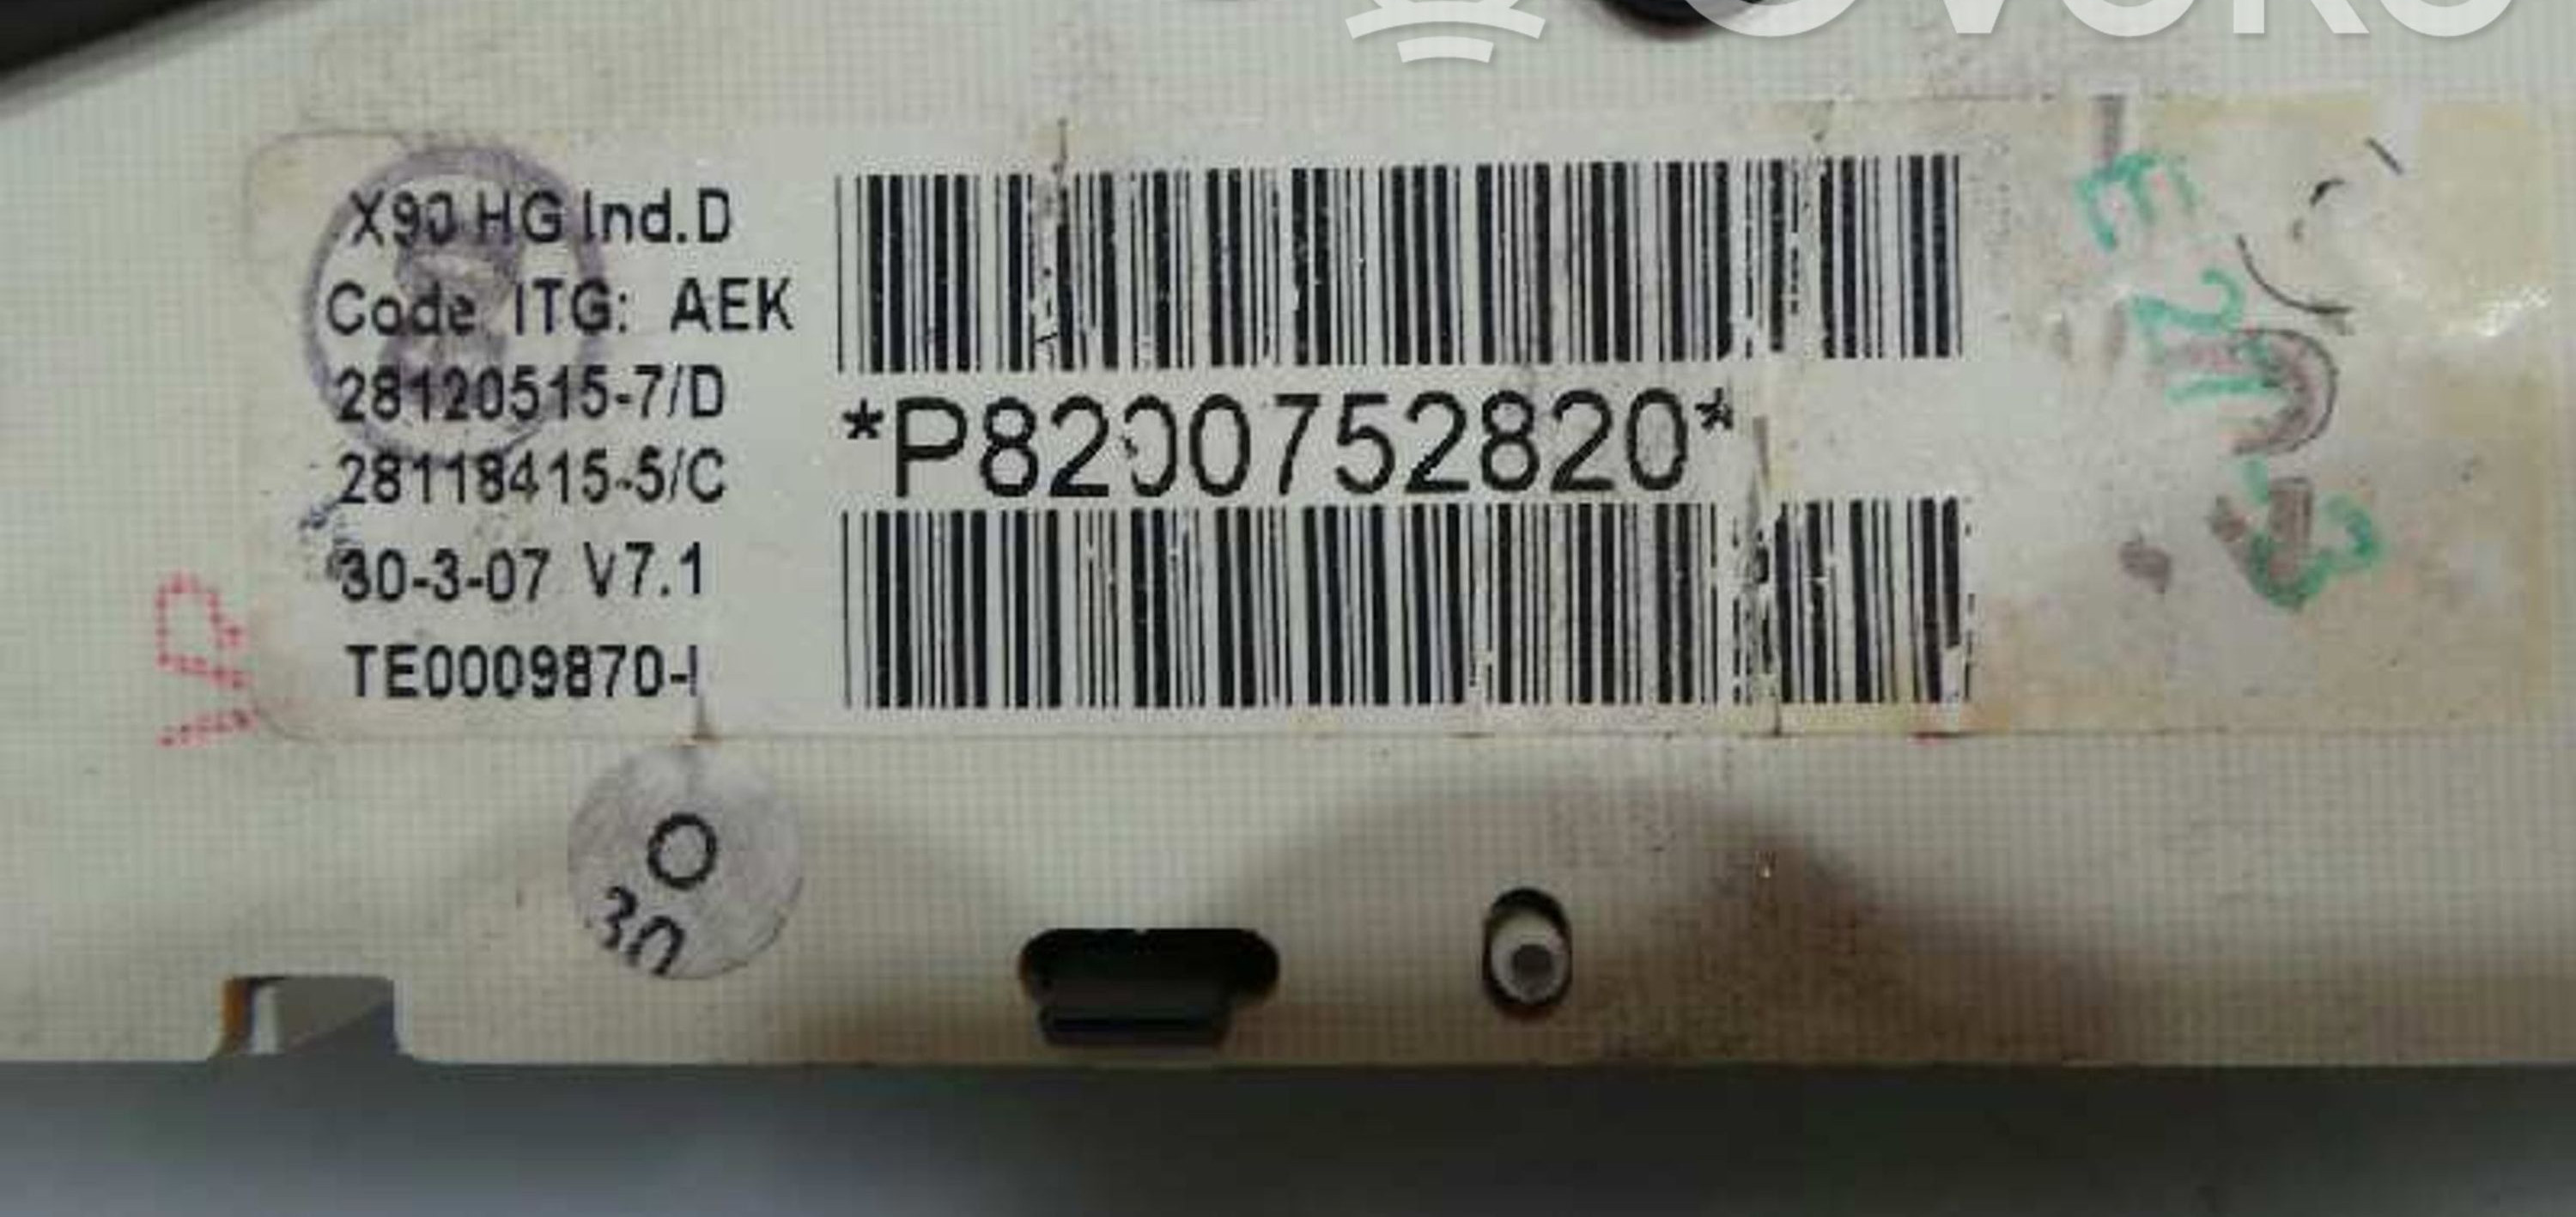 X90 HG Ind.D
Code ITG: AEK
28120515-7/D
28118415-5/C
30-3-07 V7.1
TE0009870-I
*P8200752820*
O
30